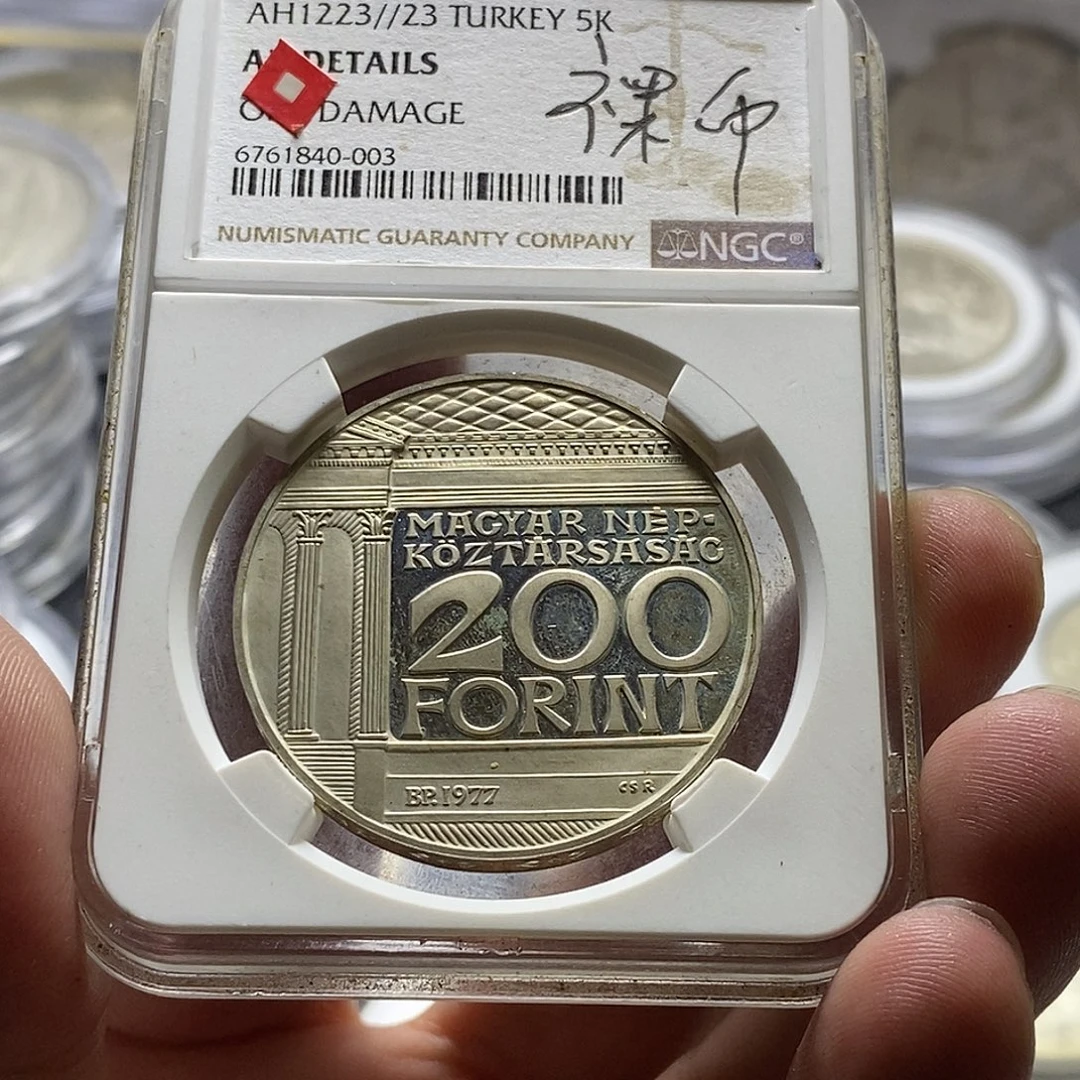 AH1223//23 TURKEY 5K
DETAILS
DAMAGE
裸 币
6761840-003
NUMISMATIC GUARANTY COMPANY
NGC®
MAGYAR NÉP-
KÖZTÁRSASÁG
200
FORINT
BP.1977
CS R